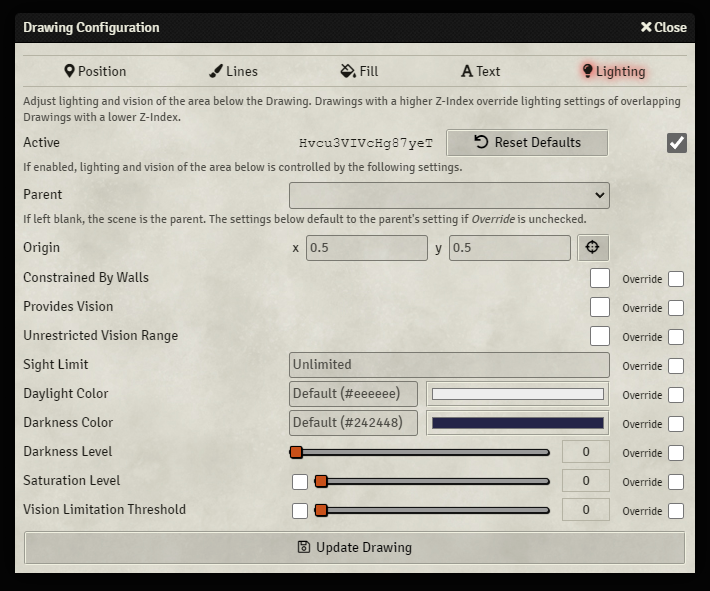 Drawing Configuration
Close
Position
Lines
Fill
Text
Lighting
Adjust lighting and vision of the area below the Drawing. Drawings with a higher Z-Index override lighting settings of overlapping
Drawings with a lower Z-Index.
Active Hvcu3VIVcHg87yeT Reset Defaults
If enabled, lighting and vision of the area below is controlled by the following settings.
Parent
If left blank, the scene is the parent. The settings below default to the parent's setting if Override is unchecked.
Origin x 0.5 y 0.5
Constrained By Walls Override
Provides Vision Override
Unrestricted Vision Range Override
Sight Limit Unlimited Override
Daylight Color Default (#eeeeee) Override
Darkness Color Default (#242448) Override
Darkness Level 0 Override
Saturation Level 0 Override
Vision Limitation Threshold 0 Override
Update Drawing